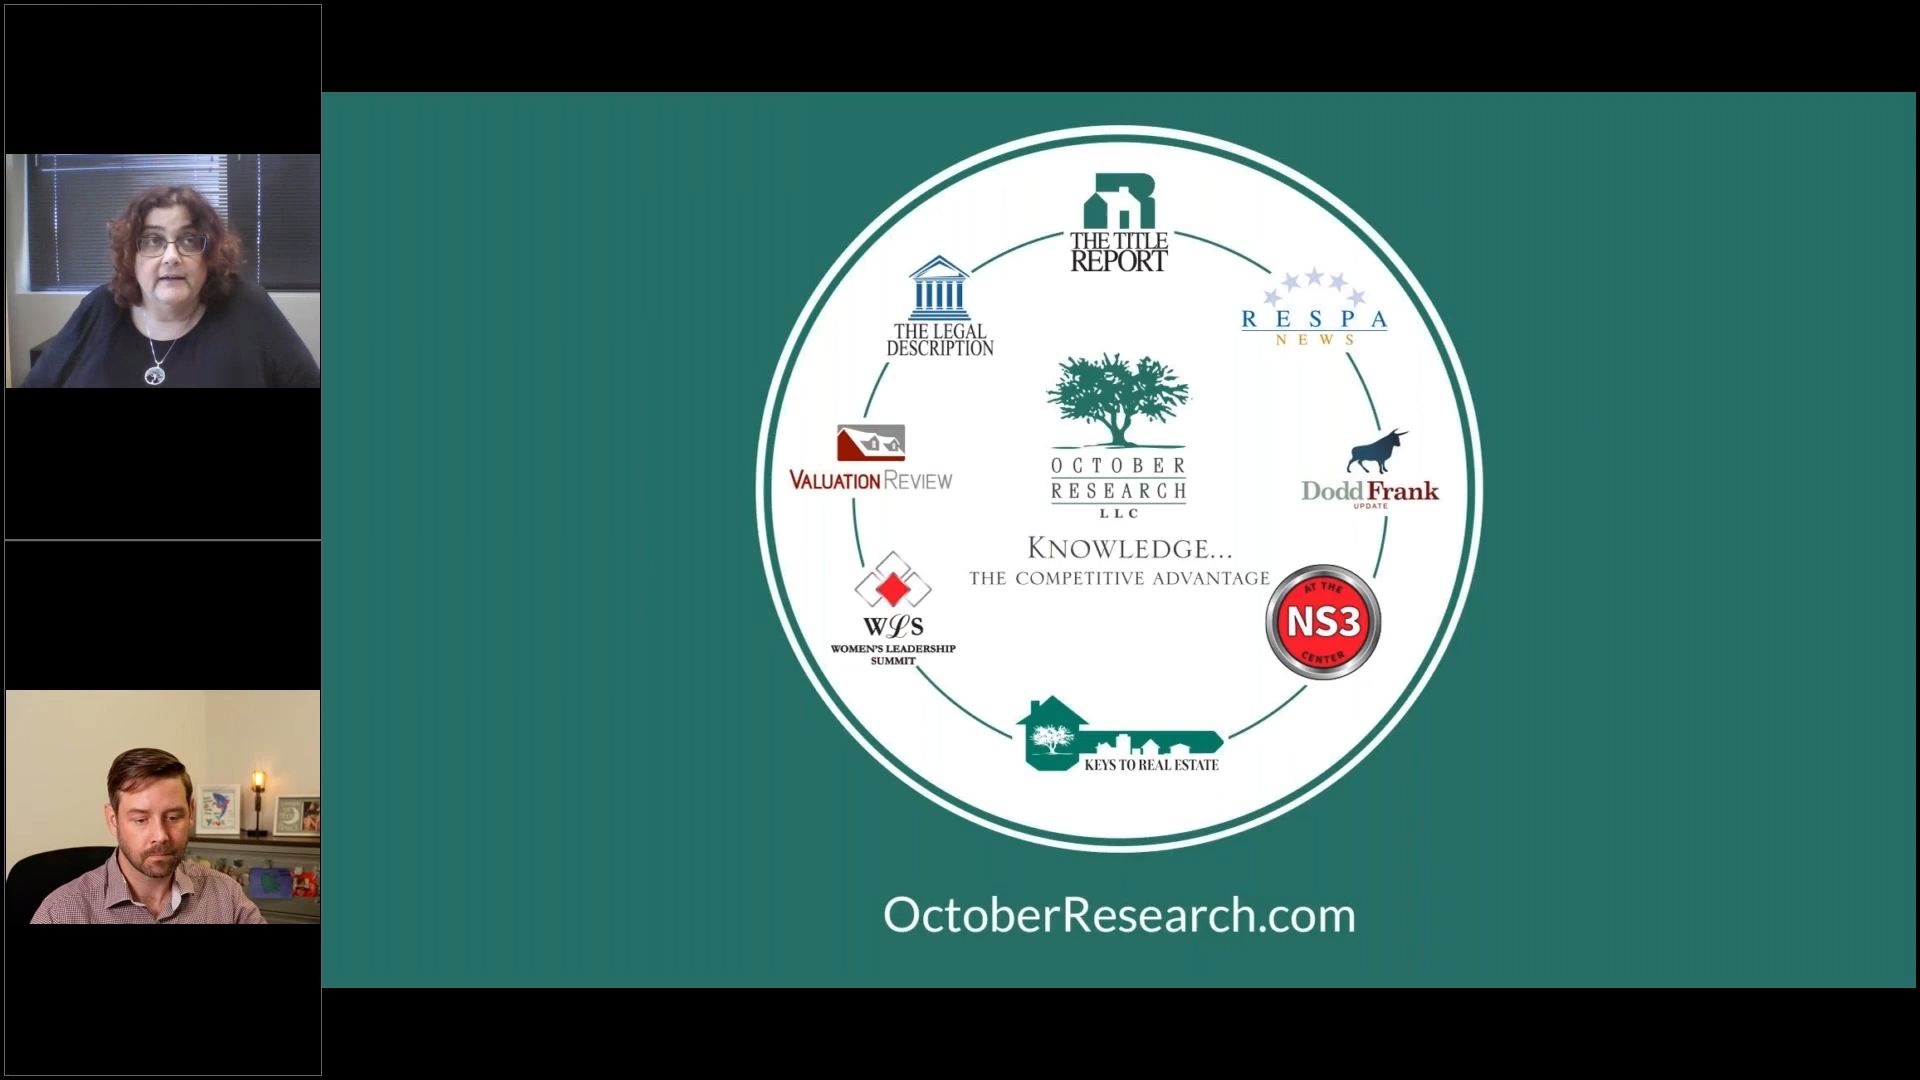 THE TITLE
REPORT
THE LEGAL
DESCRIPTION
RESPA
NEWS
OCTOBER
RESEARCH
LLC
VALUATION REVIEW
Dodd Frank
UPDATE
KNOWLEDGE...
THE COMPETITIVE ADVANTAGE
WLS
WOMEN'S LEADERSHIP
SUMMIT
AT THE
NS3
CENTER
KEYS TO REAL ESTATE
OctoberResearch.com